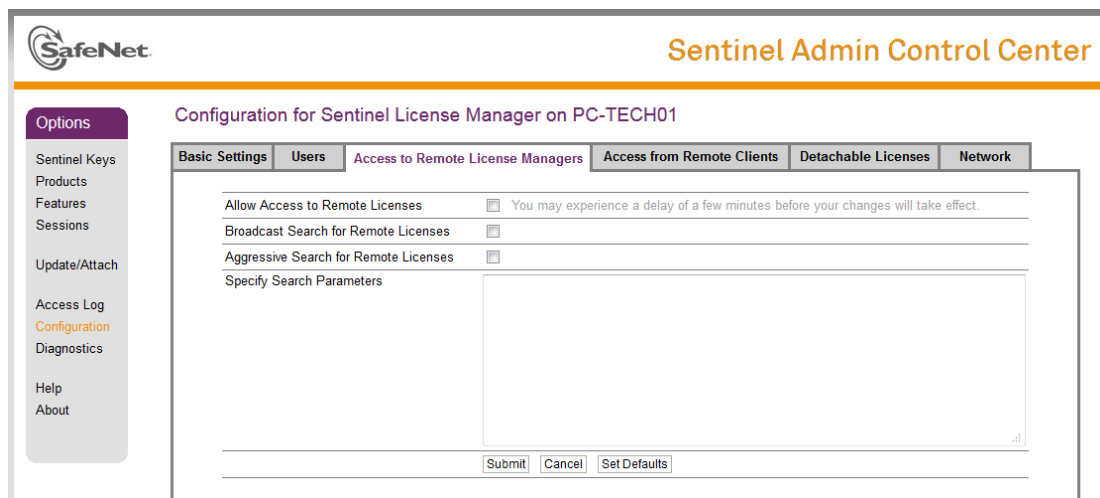 SafeNet.
Sentinel Admin Control Center
Options
Sentinel Keys
Products
Features
Sessions
Update/Attach
Access Log
Configuration
Diagnostics
Help
About
Configuration for Sentinel License Manager on PC-TECH01
Basic Settings Users Access to Remote License Managers Access from Remote Clients Detachable Licenses Network
Allow Access to Remote Licenses You may experience a delay of a few minutes before your changes will take effect.
Broadcast Search for Remote Licenses
Aggressive Search for Remote Licenses
Specify Search Parameters
Submit Cancel Set Defaults